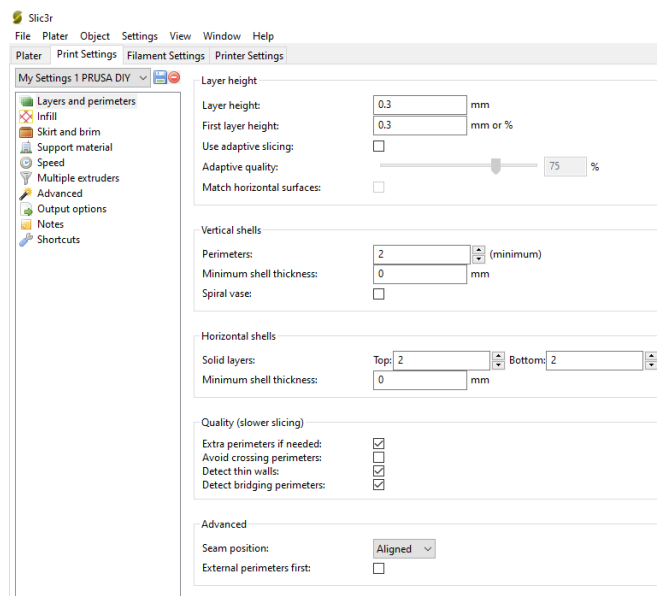 Slic3r
File Plater Object Settings View Window Help
Plater Print Settings Filament Settings Printer Settings
My Settings 1 PRUSA DIY
Layers and perimeters
Infill
Skirt and brim
Support material
Speed
Multiple extruders
Advanced
Output options
Notes
Shortcuts
Layer height
Layer height: 0.3 mm
First layer height: 0.3 mm or %
Use adaptive slicing:
Adaptive quality: 75 %
Match horizontal surfaces:
Vertical shells
Perimeters: 2 (minimum)
Minimum shell thickness: 0 mm
Spiral vase:
Horizontal shells
Solid layers: Top: 2 Bottom: 2
Minimum shell thickness: 0 mm
Quality (slower slicing)
Extra perimeters if needed:
Avoid crossing perimeters:
Detect thin walls:
Detect bridging perimeters:
Advanced
Seam position: Aligned
External perimeters first: